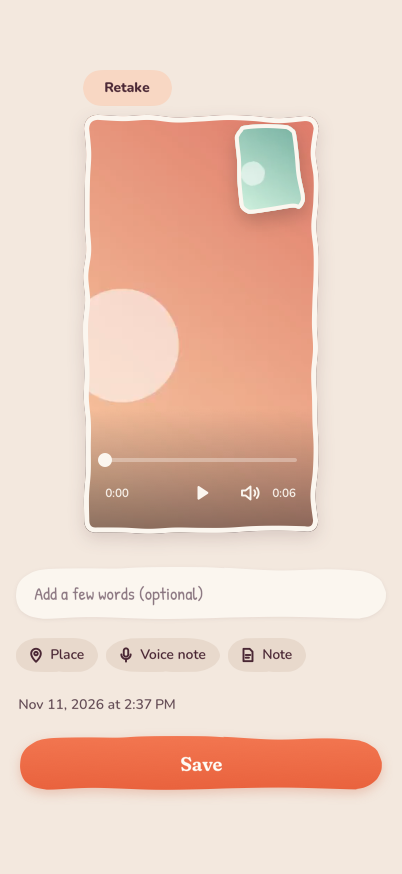 Retake
0:00
0:06
Add a few words (optional)
Place
Voice note
Note
Nov 11, 2026 at 2:37 PM
Save